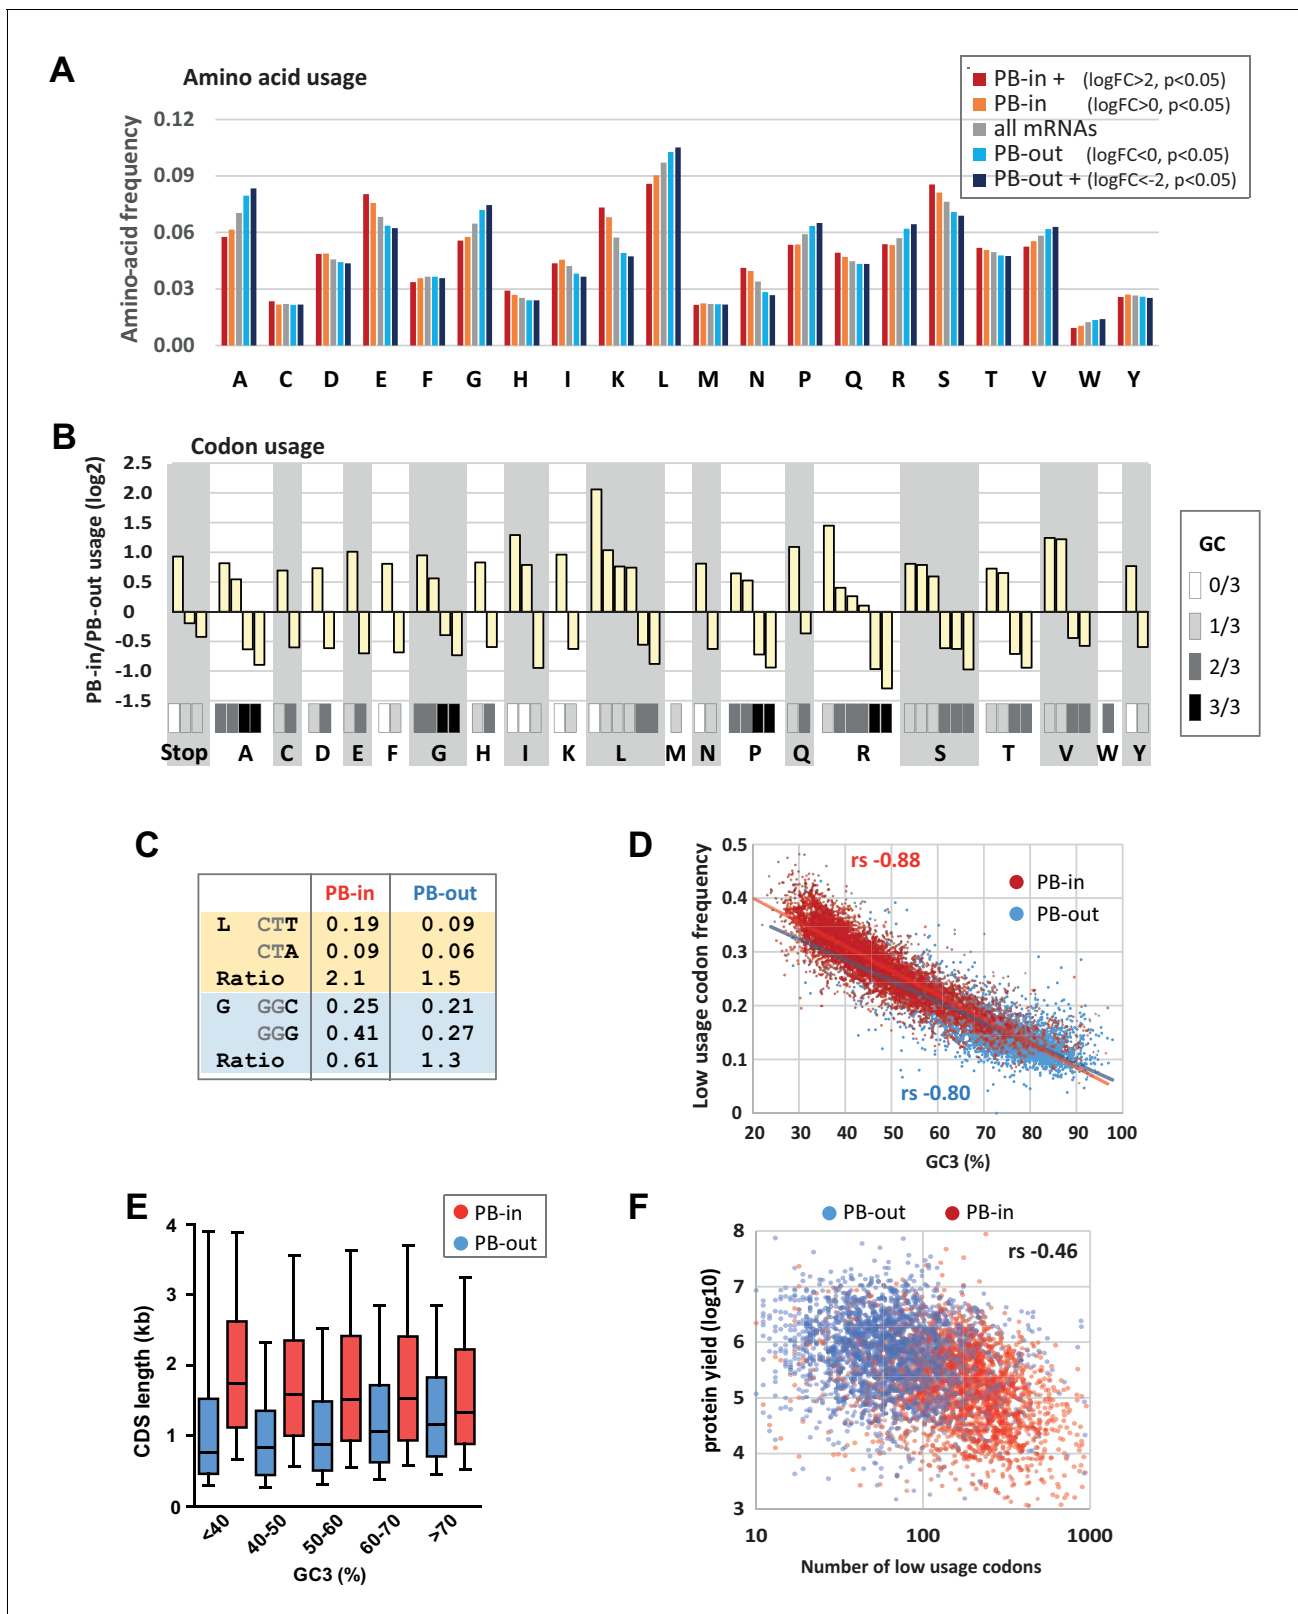 A
Amino acid usage
PB-in + (logFC>2, p<0.05)
PB-in (logFC>0, p<0.05)
all mRNAs
PB-out (logFC<0, p<0.05)
PB-out + (logFC<-2, p<0.05)
Amino-acid frequency
0.12
0.09
0.06
0.03
0.00
A C D E F G H I K L M N P Q R S T V W Y
B
Codon usage
PB-in/PB-out usage (log2)
2.5
2.0
1.5
1.0
0.5
0
-0.5
-1.0
-1.5
Stop A C D E F G H I K L M N P Q R S T V W Y
GC
0/3
1/3
2/3
3/3
C
PB-in PB-out
L CTT 0.19 0.09
CTA 0.09 0.06
Ratio 2.1 1.5
G GGC 0.25 0.21
GGG 0.41 0.27
Ratio 0.61 1.3
D
Low usage codon frequency
0.5
0.4
0.3
0.2
0.1
0
rs -0.88
PB-in
PB-out
rs -0.80
20 30 40 50 60 70 80 90 100
GC3 (%)
E
PB-in
PB-out
CDS length (kb)
4
3
2
1
0
<40 40-50 50-60 60-70 >70
GC3 (%)
F
PB-out PB-in
rs -0.46
protein yield (log10)
8
7
6
5
4
3
10 100 1000
Number of low usage codons